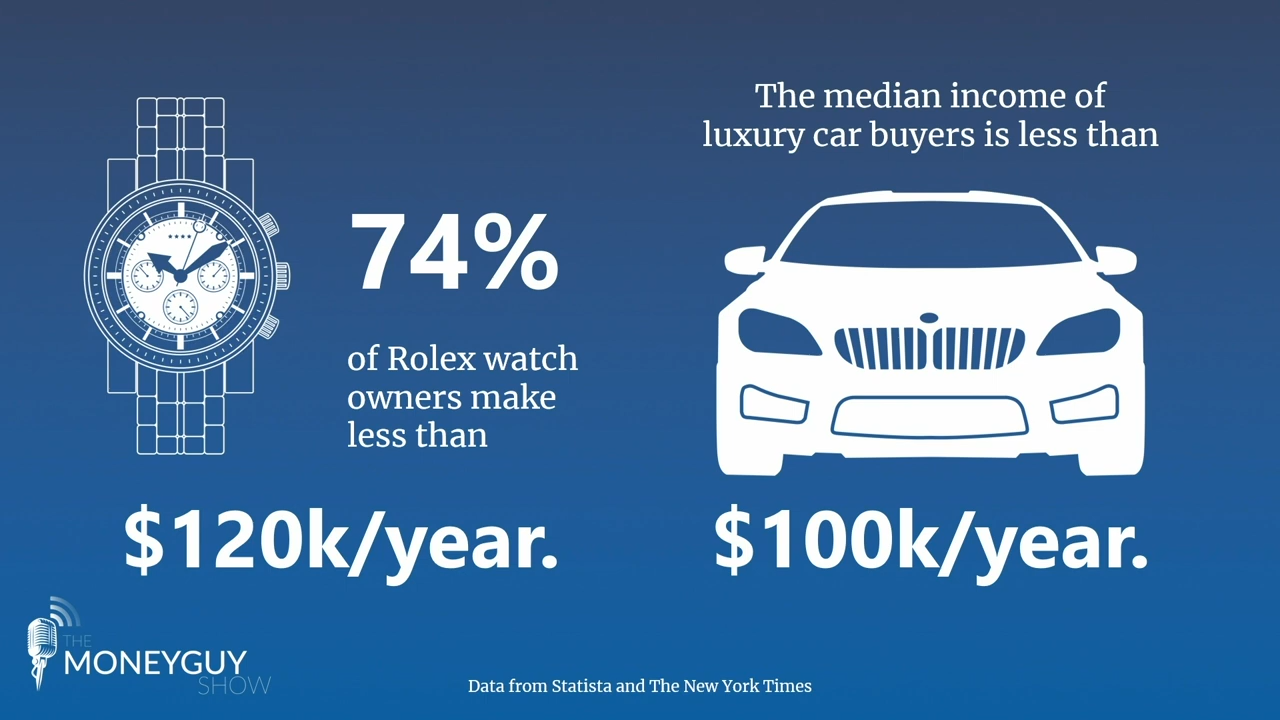 74%
of Rolex watch
owners make
less than
$120k/year.
The median income of
luxury car buyers is less than
$100k/year.
THE
MONEYGUY
SHOW
Data from Statista and The New York Times